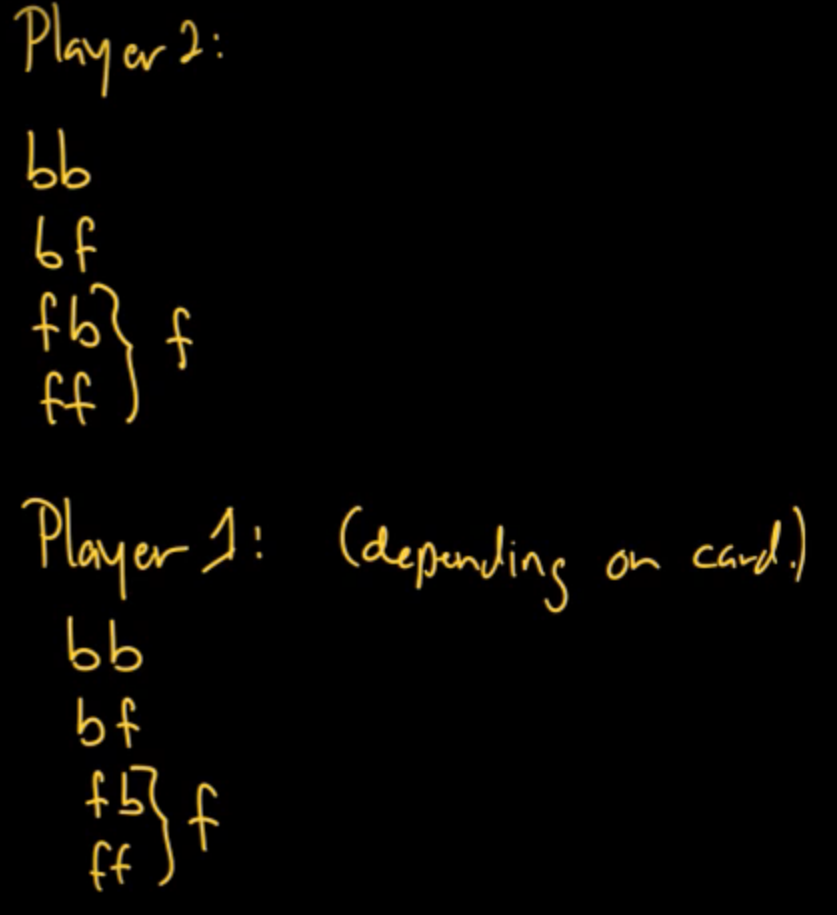 Player 2:
bb
bf
fb } f
ff
Player 1: (depending on card.)
bb
bf
fb } f
ff